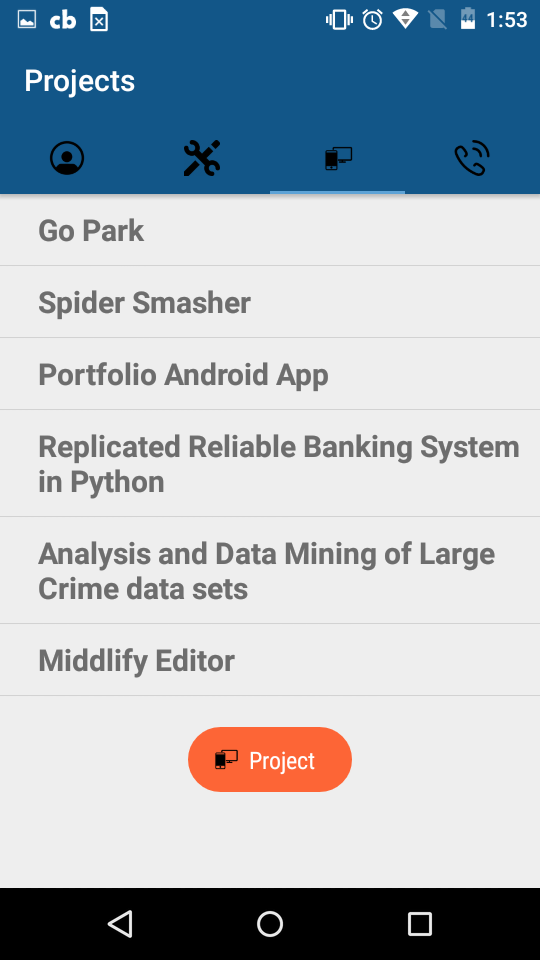 cb
44
1:53
Projects
Go Park
Spider Smasher
Portfolio Android App
Replicated Reliable Banking System
in Python
Analysis and Data Mining of Large
Crime data sets
Middlify Editor
Project